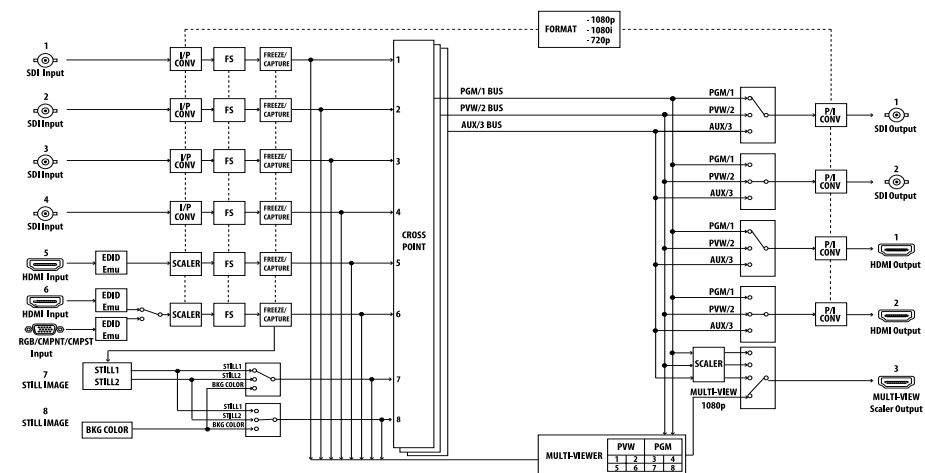 FORMAT
- 1080p
- 1080i
- 720p
1
SDI Input
I/P CONV
FS
FREEZE/CAPTURE
1
2
SDI Input
I/P CONV
FS
FREEZE/CAPTURE
2
3
SDI Input
I/P CONV
FS
FREEZE/CAPTURE
3
4
SDI Input
I/P CONV
FS
FREEZE/CAPTURE
4
5
HDMI Input
EDID Emu
SCALER
FS
FREEZE/CAPTURE
5
6
HDMI Input
EDID Emu
SCALER
FS
FREEZE/CAPTURE
6
RGB/CMPNT/CMPST Input
EDID Emu
7
STILL IMAGE
STILL1
STILL2
STILL1
STILL2
BKG COLOR
7
8
STILL IMAGE
BKG COLOR
STILL1
STILL2
BKG COLOR
8
CROSS POINT
PGM/1 BUS
PVW/2 BUS
AUX/3 BUS
PGM/1
PVW/2
AUX/3
P/I CONV
1
SDI Output
PGM/1
PVW/2
AUX/3
P/I CONV
2
SDI Output
PGM/1
PVW/2
AUX/3
P/I CONV
1
HDMI Output
PGM/1
PVW/2
AUX/3
P/I CONV
2
HDMI Output
SCALER
MULTI-VIEW
1080p
3
MULTI-VIEW
Scaler Output
MULTI-VIEWER
PVW PGM
1 2 3 4
5 6 7 8